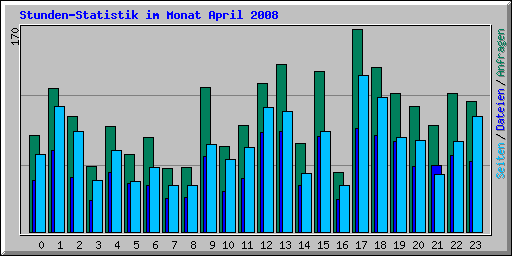 Stunden-Statistik im Monat April 2008
170
Seiten / Dateien / Anfragen
0 1 2 3 4 5 6 7 8 9 10 11 12 13 14 15 16 17 18 19 20 21 22 23